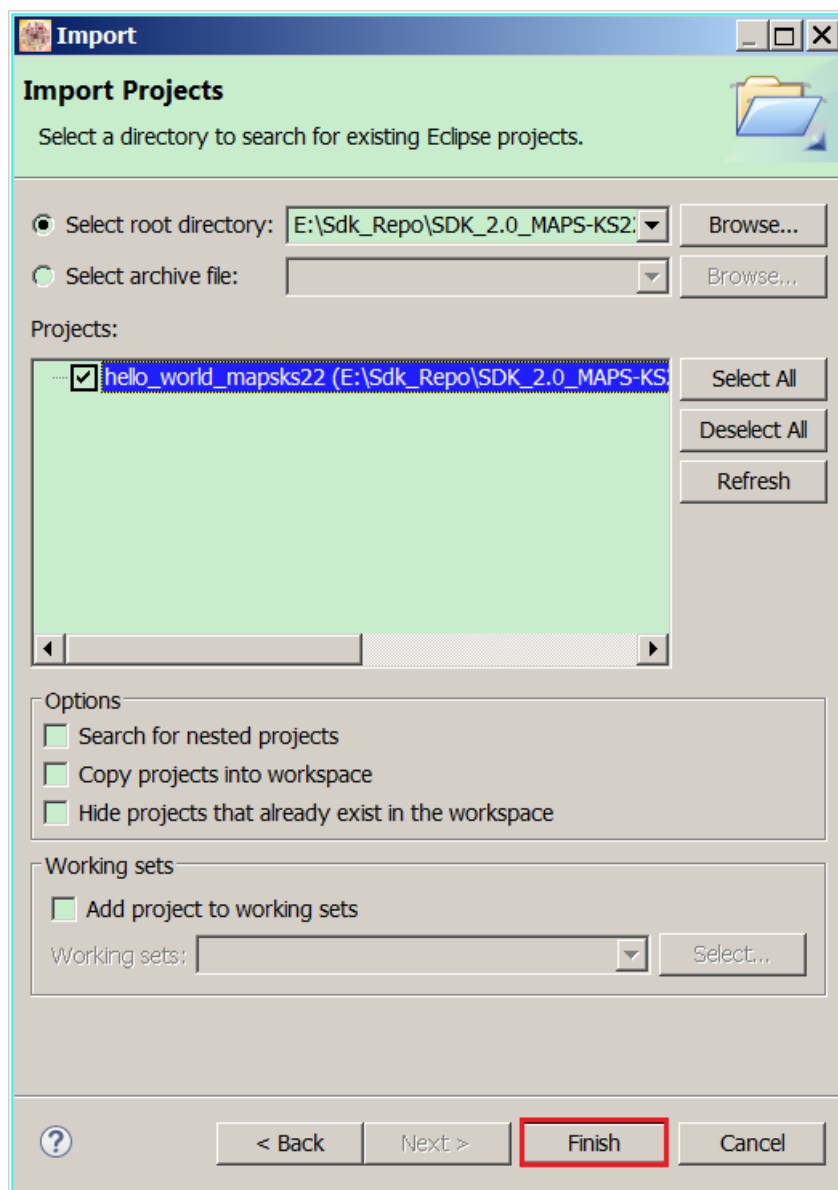 Import
Import Projects
Select a directory to search for existing Eclipse projects.
Select root directory: E:\Sdk_Repo\SDK_2.0_MAPS-KS2 Browse...
Select archive file: Browse...
Projects:
hello_world_mapsks22 (E:\Sdk_Repo\SDK_2.0_MAPS-KS Select All
Deselect All
Refresh
Options
Search for nested projects
Copy projects into workspace
Hide projects that already exist in the workspace
Working sets
Add project to working sets
Working sets: Select...
? < Back Next > Finish Cancel